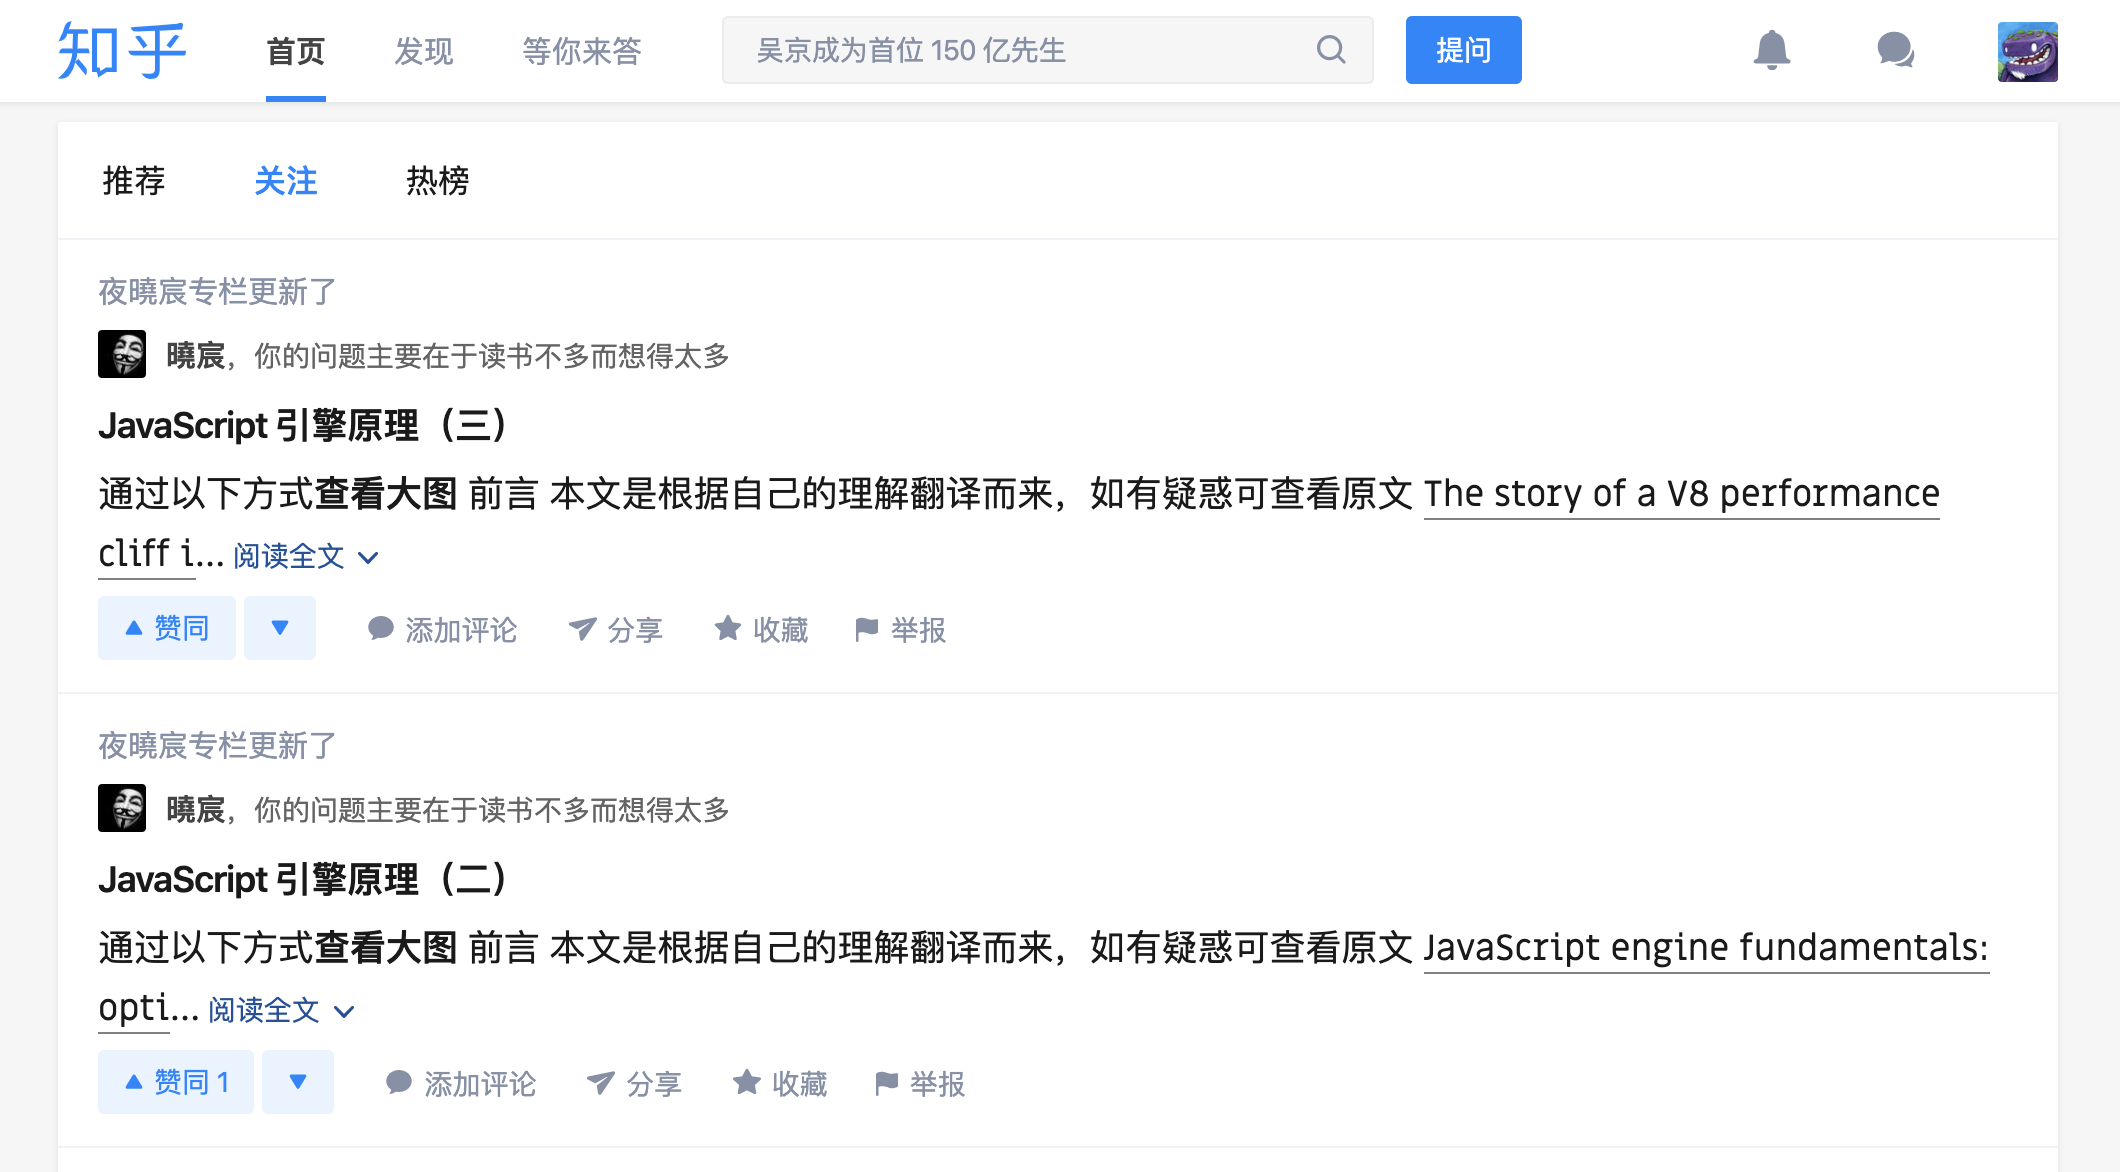 知乎 首页 发现 等你来答 吴京成为首位 150 亿先生 提问
推荐 关注 热榜
夜曉宸专栏更新了
曉宸，你的问题主要在于读书不多而想得太多
JavaScript 引擎原理（三）
通过以下方式查看大图 前言 本文是根据自己的理解翻译而来，如有疑惑可查看原文 The story of a V8 performance
cliff i... 阅读全文
赞同 添加评论 分享 收藏 举报
夜曉宸专栏更新了
曉宸，你的问题主要在于读书不多而想得太多
JavaScript 引擎原理（二）
通过以下方式查看大图 前言 本文是根据自己的理解翻译而来，如有疑惑可查看原文 JavaScript engine fundamentals:
opti... 阅读全文
赞同 1 添加评论 分享 收藏 举报